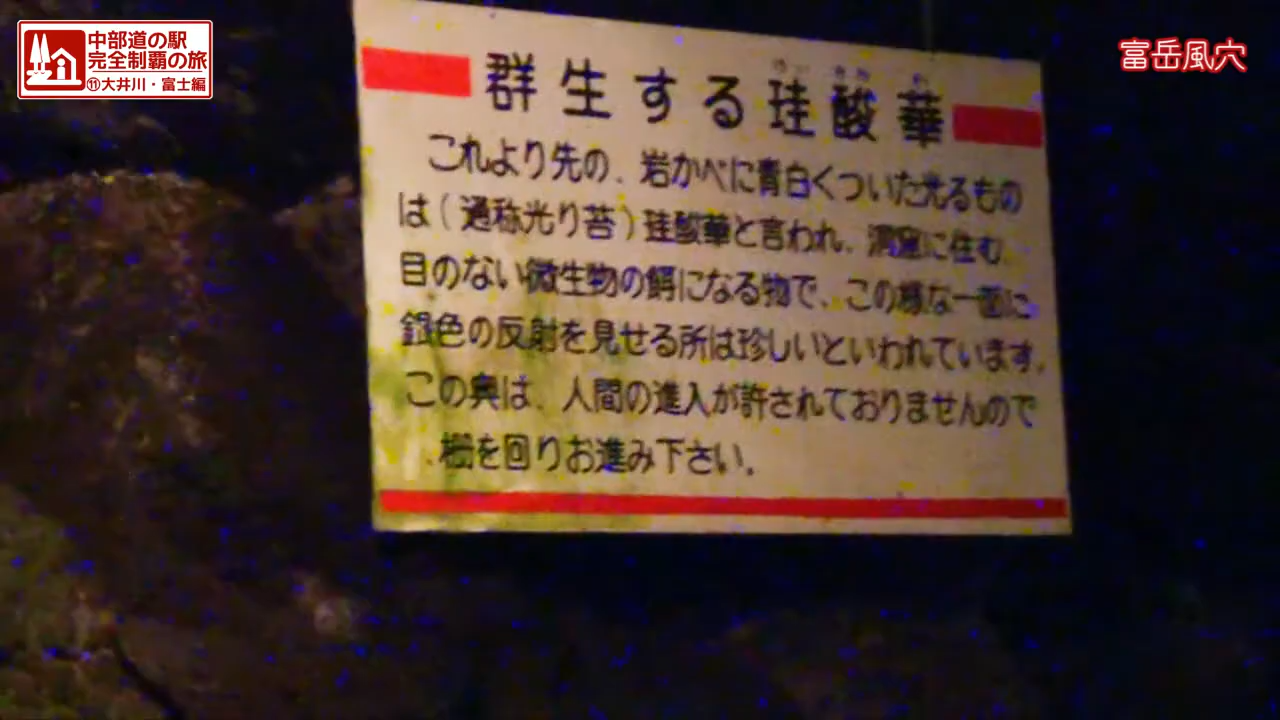 中部道の駅
完全制覇の旅
⑪大井川・富士編
富岳風穴
けい さん か
群生する珪酸華
これより先の、岩かべに青白くついた光るもの
は(通称光り苔)珪酸華と言われ、洞窟に住む、
目のない微生物の餌になる物で、この様な一面に
銀色の反射を見せる所は珍しいといわれています。
この奥は、人間の進入が許されておりませんので
柵を回りお進み下さい。